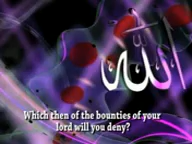 الله
Which then of the bounties of your
lord will you deny?